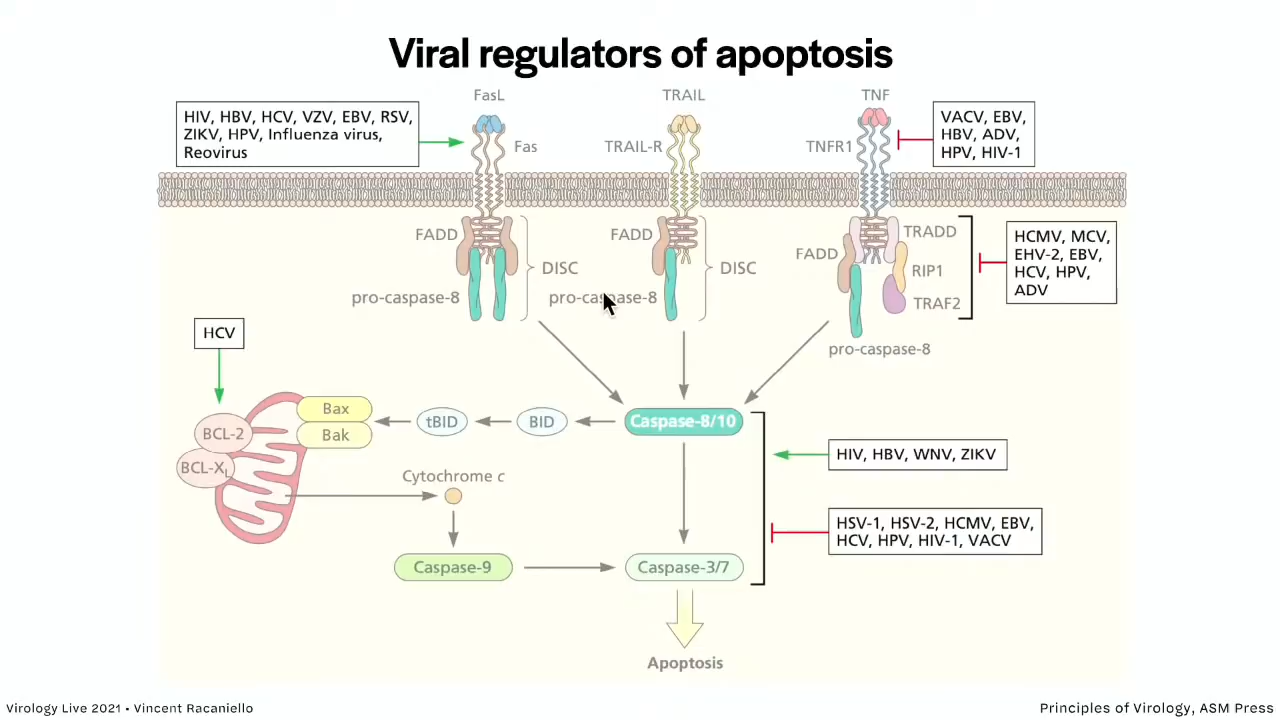 Viral regulators of apoptosis
FasL
TRAIL
TNF
HIV, HBV, HCV, VZV, EBV, RSV,
ZIKV, HPV, Influenza virus,
Reovirus
Fas
TRAIL-R
TNFR1
VACV, EBV,
HBV, ADV,
HPV, HIV-1
FADD
DISC
pro-caspase-8
FADD
DISC
pro-caspase-8
FADD
TRADD
RIP1
TRAF2
pro-caspase-8
HCMV, MCV,
EHV-2, EBV,
HCV, HPV,
ADV
HCV
BCL-2
BCL-XL
Bax
Bak
tBID
BID
Caspase-8/10
HIV, HBV, WNV, ZIKV
Cytochrome c
HSV-1, HSV-2, HCMV, EBV,
HCV, HPV, HIV-1, VACV
Caspase-9
Caspase-3/7
Apoptosis
Virology Live 2021 • Vincent Racaniello
Principles of Virology, ASM Press